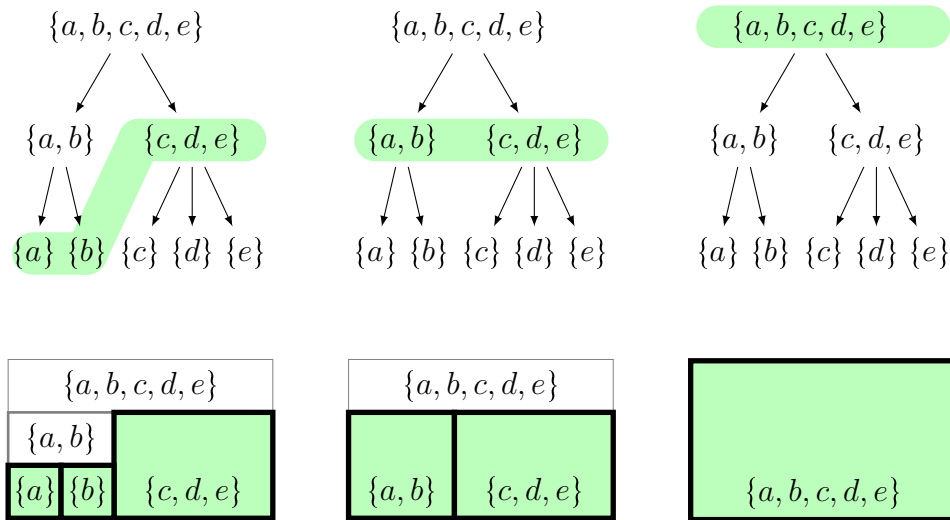 {a, b, c, d, e} {a, b, c, d, e} {a, b, c, d, e}
{a, b} {c, d, e} {a, b} {c, d, e} {a, b} {c, d, e}
{a} {b} {c} {d} {e} {a} {b} {c} {d} {e} {a} {b} {c} {d} {e}
{a, b, c, d, e} {a, b, c, d, e}
{a, b}
{a} {b} {c, d, e} {a, b} {c, d, e} {a, b, c, d, e}